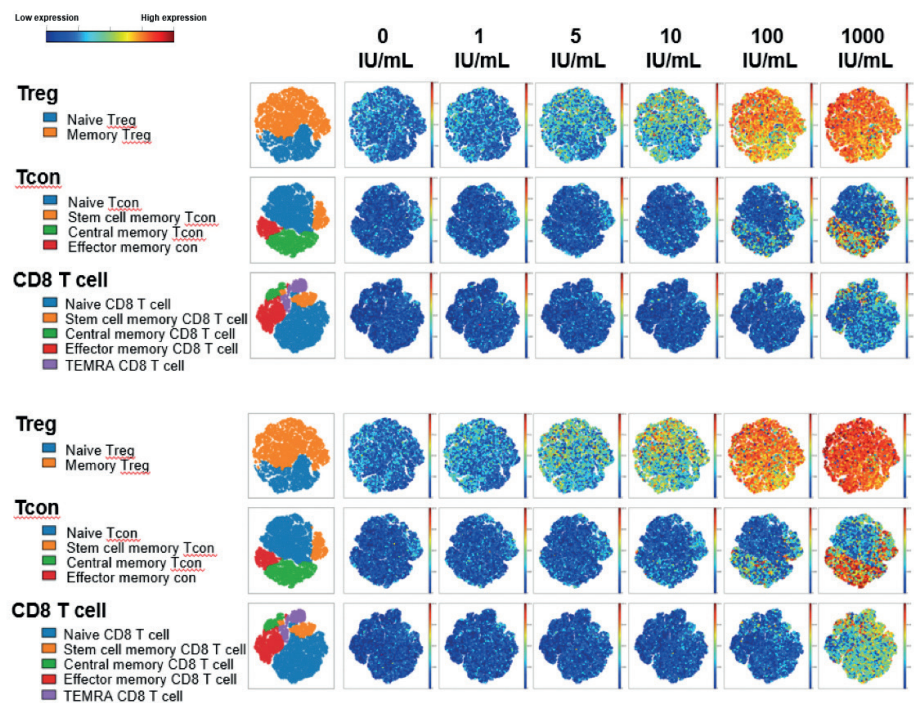 Low expression High expression
0 1 5 10 100 1000
IU/mL IU/mL IU/mL IU/mL IU/mL IU/mL
Treg
Naive Treg
Memory Treg
Tcon
Naive Tcon
Stem cell memory Tcon
Central memory Tcon
Effector memory con
CD8 T cell
Naive CD8 T cell
Stem cell memory CD8 T cell
Central memory CD8 T cell
Effector memory CD8 T cell
TEMRA CD8 T cell
Treg
Naive Treg
Memory Treg
Tcon
Naive Tcon
Stem cell memory Tcon
Central memory Tcon
Effector memory con
CD8 T cell
Naive CD8 T cell
Stem cell memory CD8 T cell
Central memory CD8 T cell
Effector memory CD8 T cell
TEMRA CD8 T cell